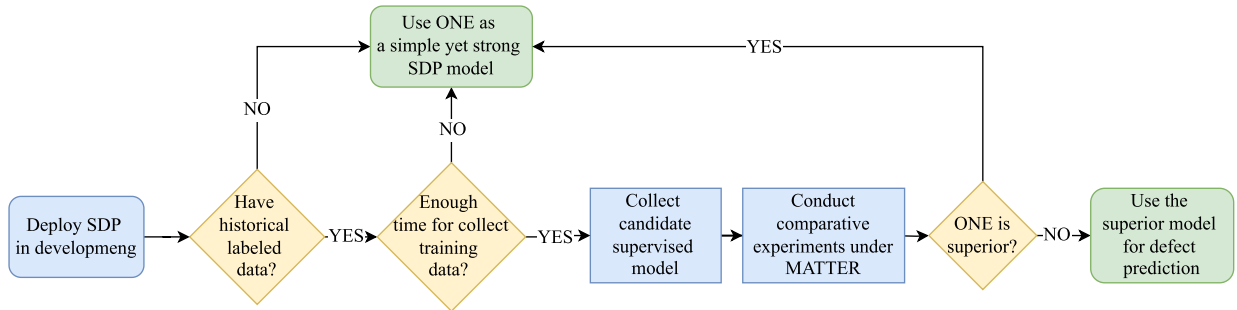 Use ONE as
a simple yet strong
SDP model
YES
NO
NO
Deploy SDP
in developmeng
Have
historical
labeled
data?
YES
Enough
time for collect
training
data?
YES
Collect
candidate
supervised
model
Conduct
comparative
experiments under
MATTER
ONE is
superior?
NO
Use the
superior model
for defect
prediction